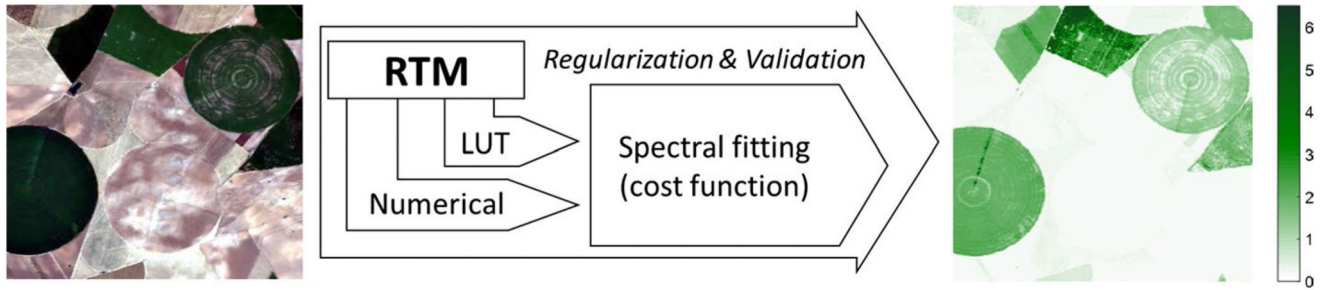 RTM
Regularization & Validation
LUT
Spectral fitting
(cost function)
Numerical
6
5
4
3
2
1
0